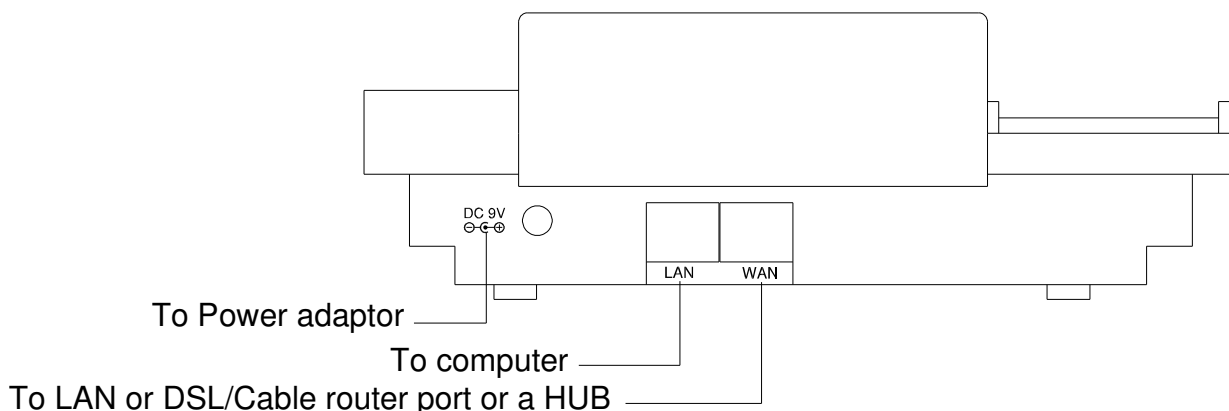 DC 9V
LAN WAN
To Power adaptor
To computer
To LAN or DSL/Cable router port or a HUB